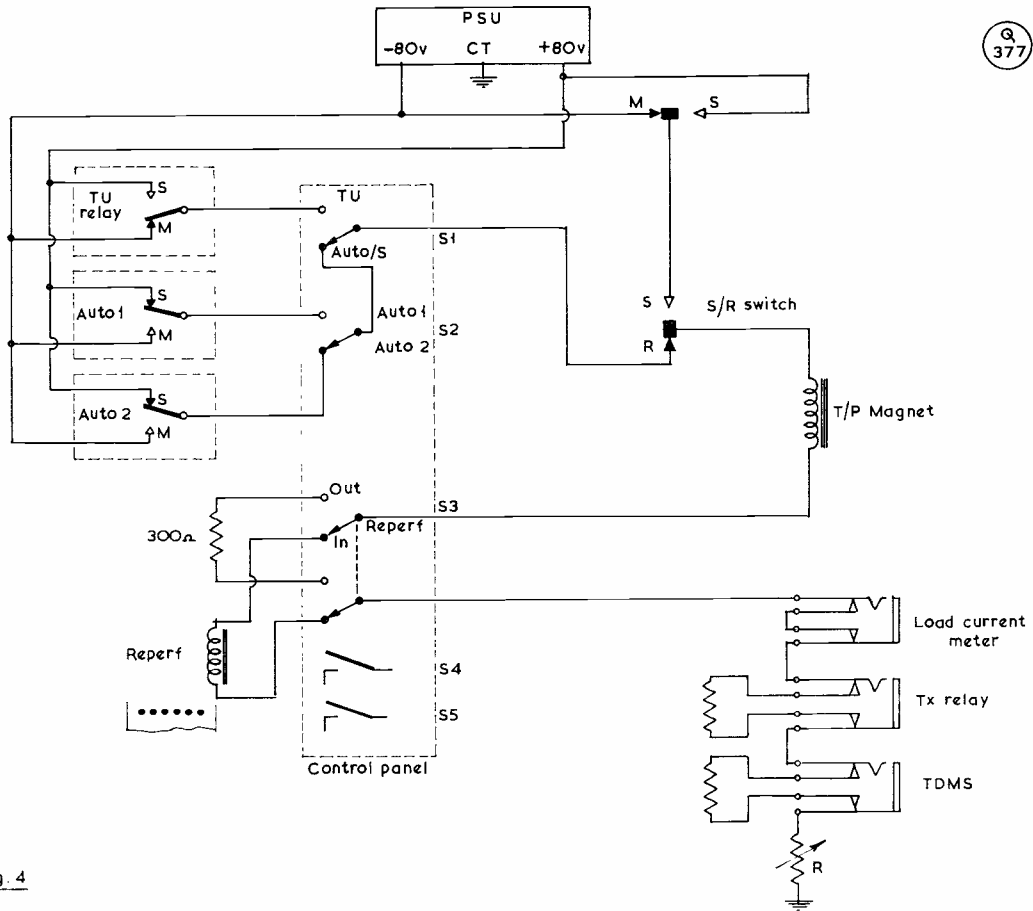 PSU
-80v CT +80v
Q
377
M S
S
TU
relay
M
TU
Auto/S
S1
S
Auto 1
M
Auto 1
S2
Auto 2
S
Auto 2
M
S
S/R switch
R
T/P Magnet
Out
S3
Reperf
300Ω
In
Reperf
S4
S5
Control panel
Load current
meter
Tx relay
TDMS
R
g. 4